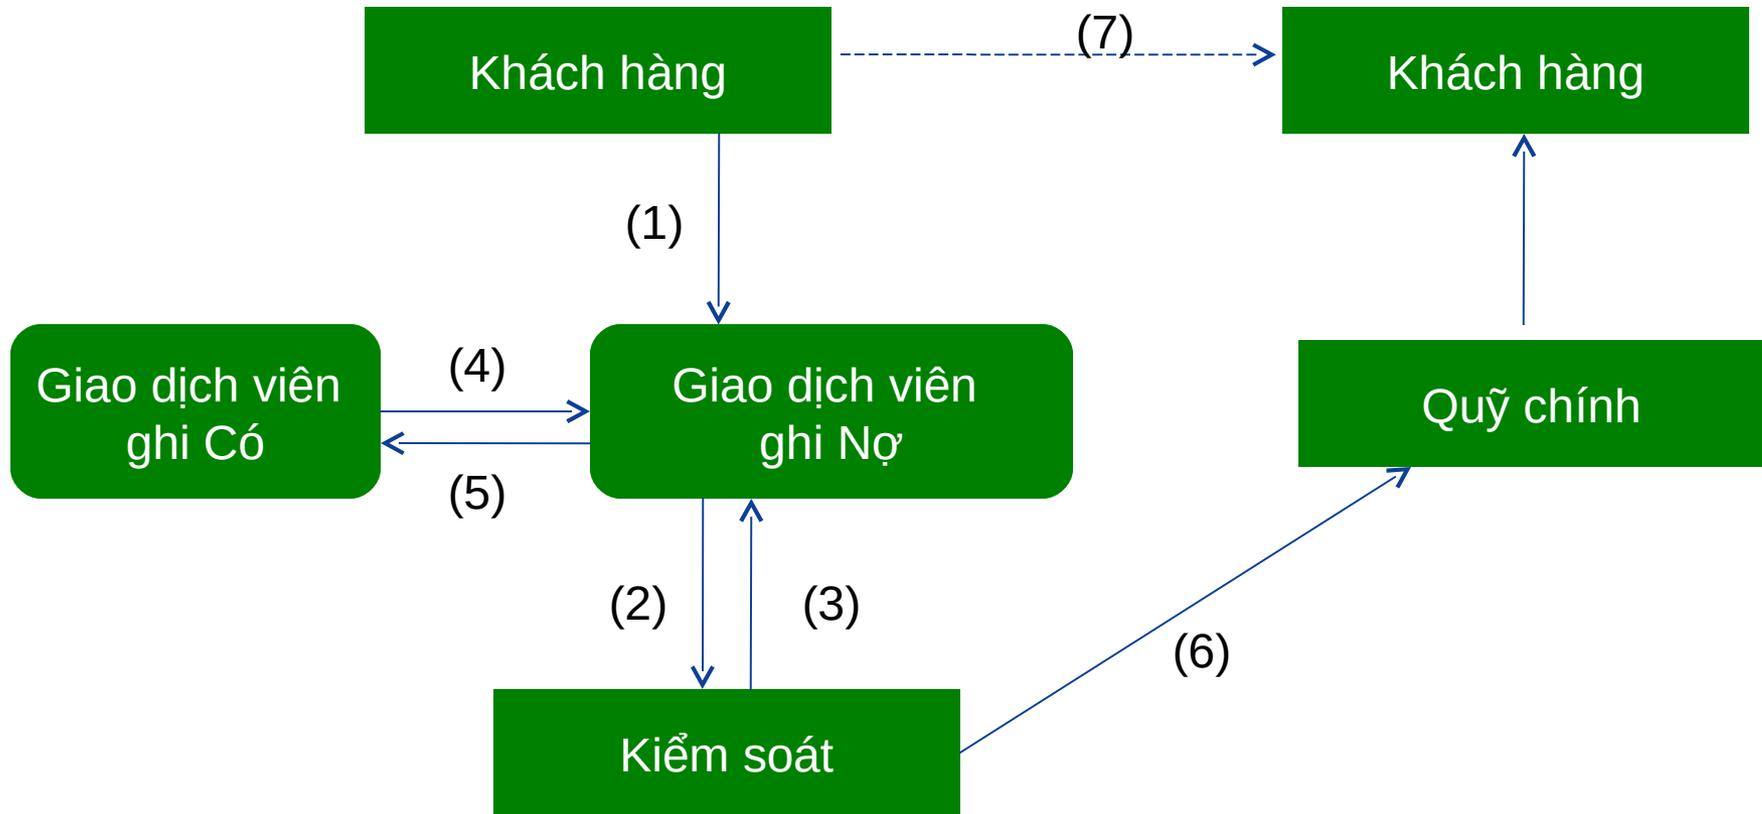 Khách hàng
(7)
Khách hàng
(1)
Giao dịch viên
ghi Có
(4)
(5)
Giao dịch viên
ghi Nợ
Quỹ chính
(2)
(3)
(6)
Kiểm soát